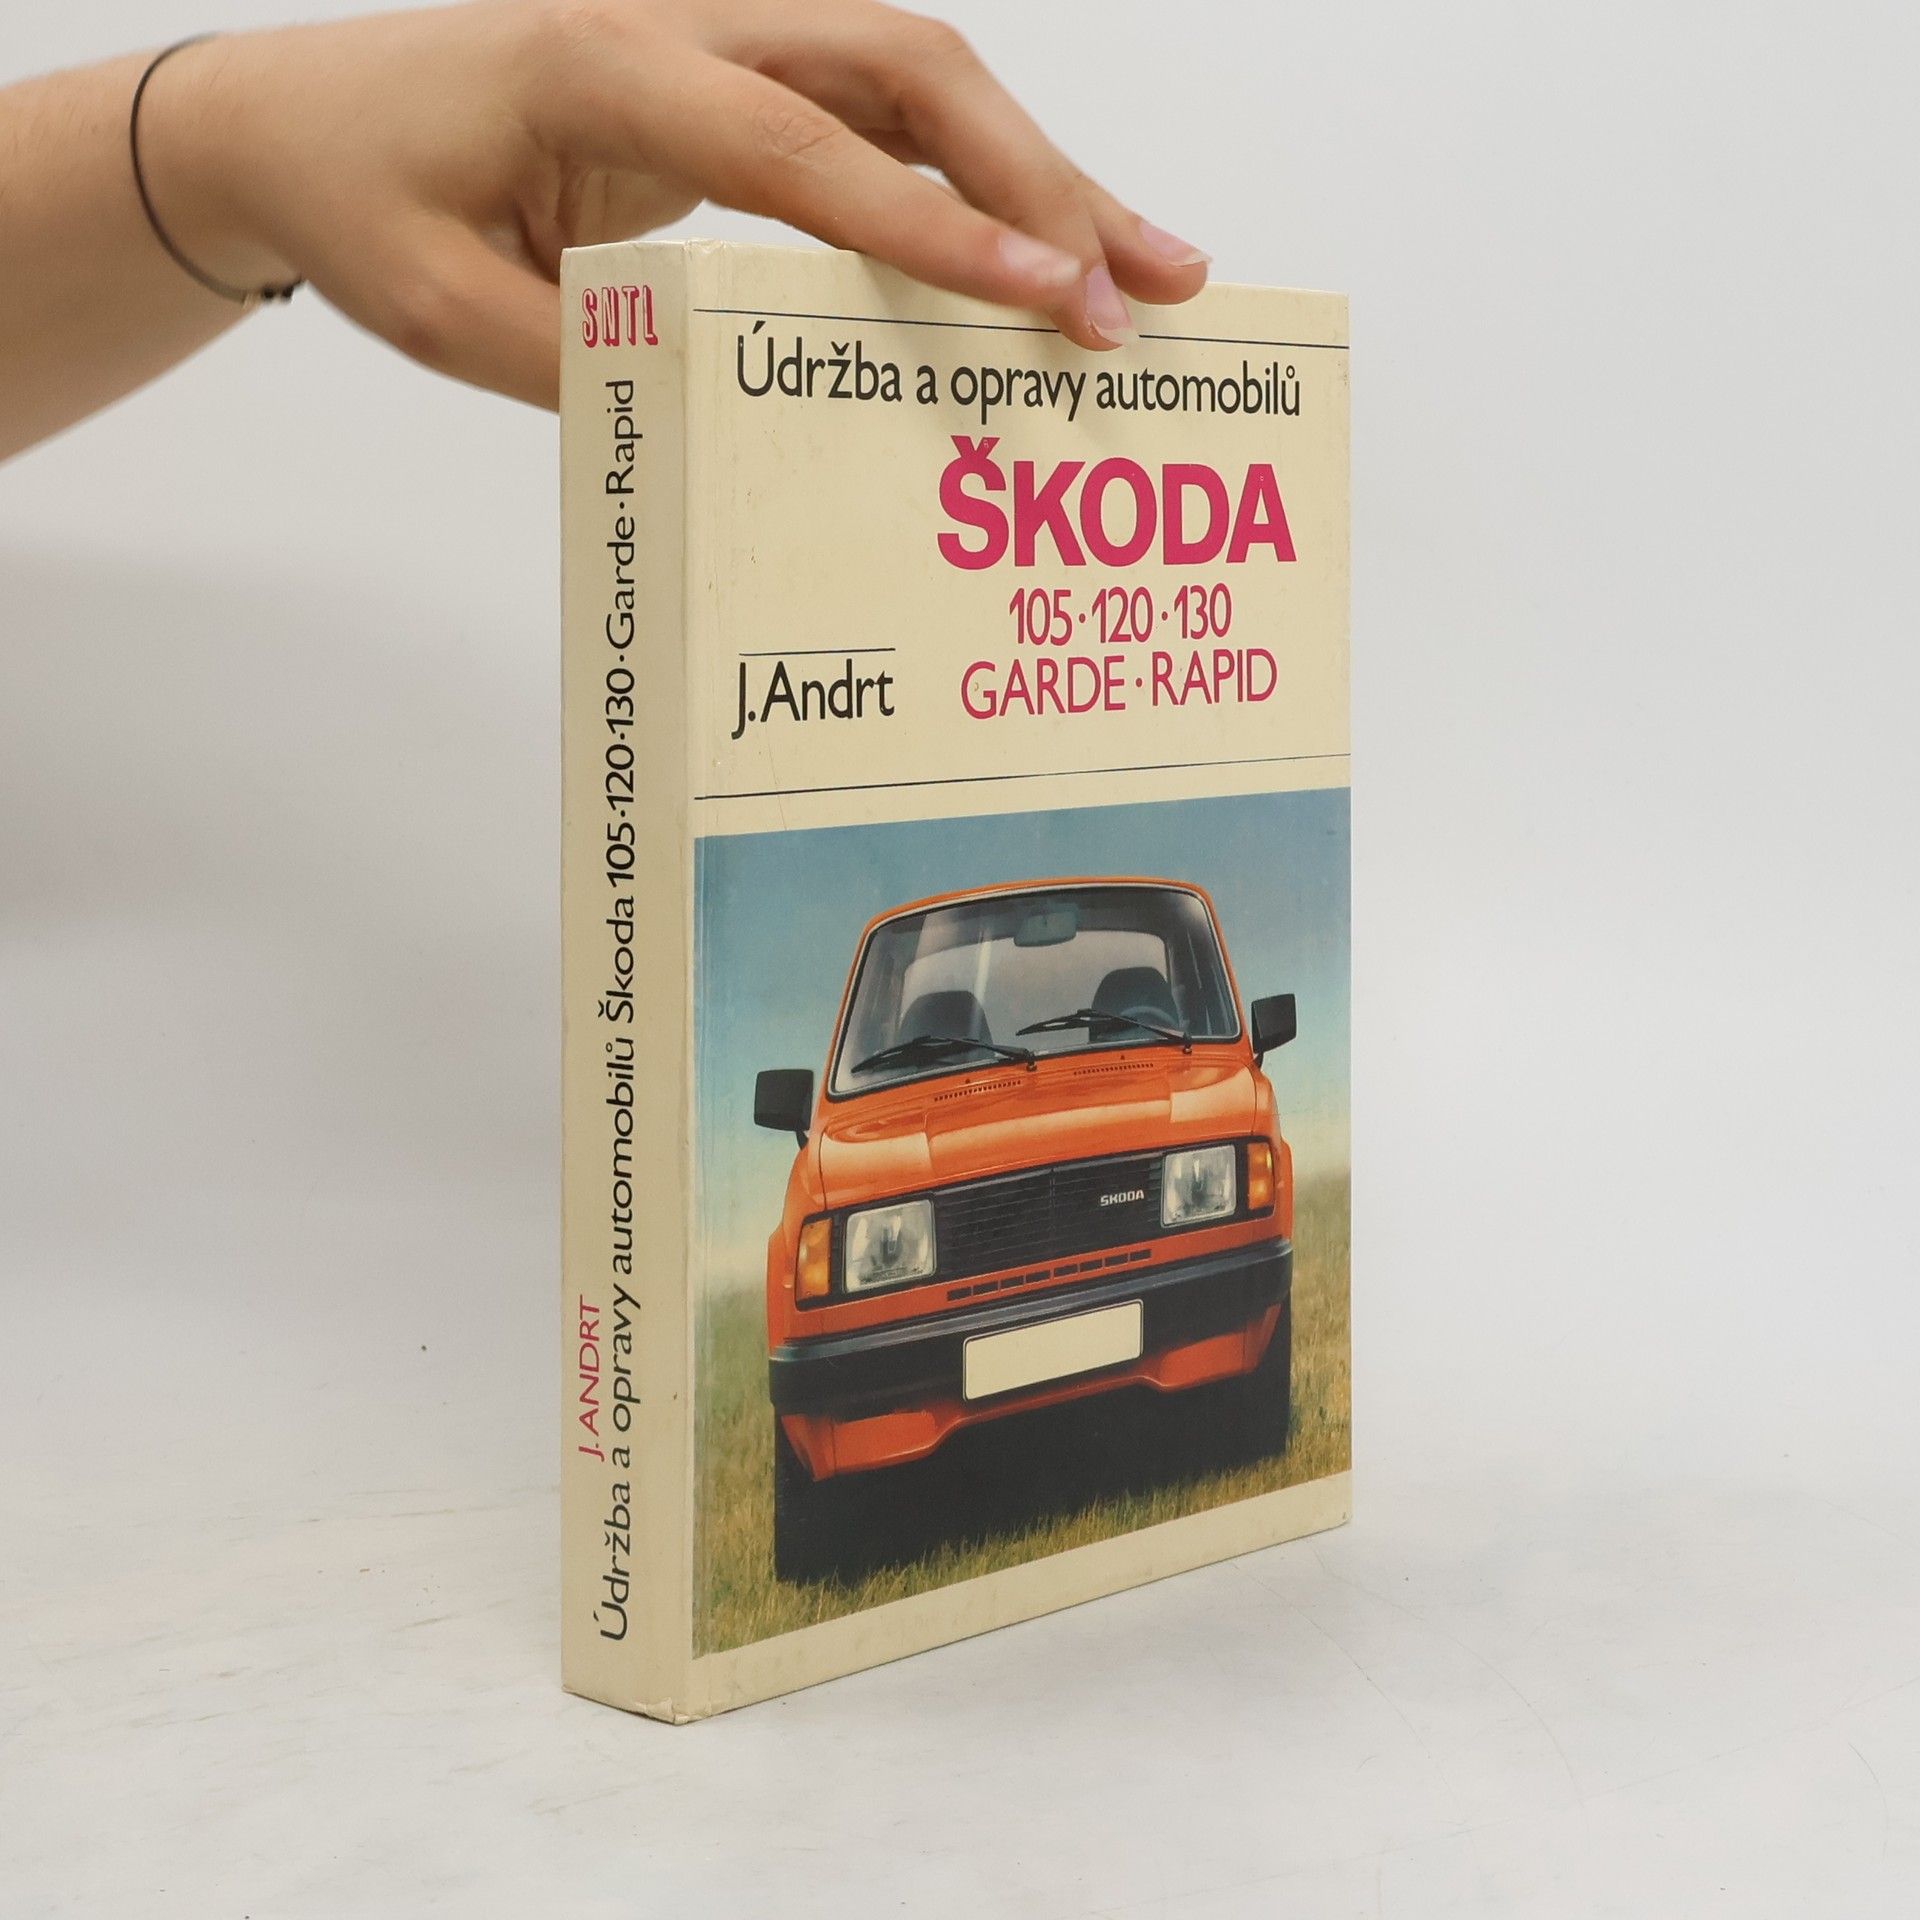 SNTL
J. ANDRT
Údržba a opravy automobilů Škoda 105·120·130·Garde·Rapid
Údržba a opravy automobilů
ŠKODA
105·120·130
GARDE·RAPID
J. Andrt
ŠKODA